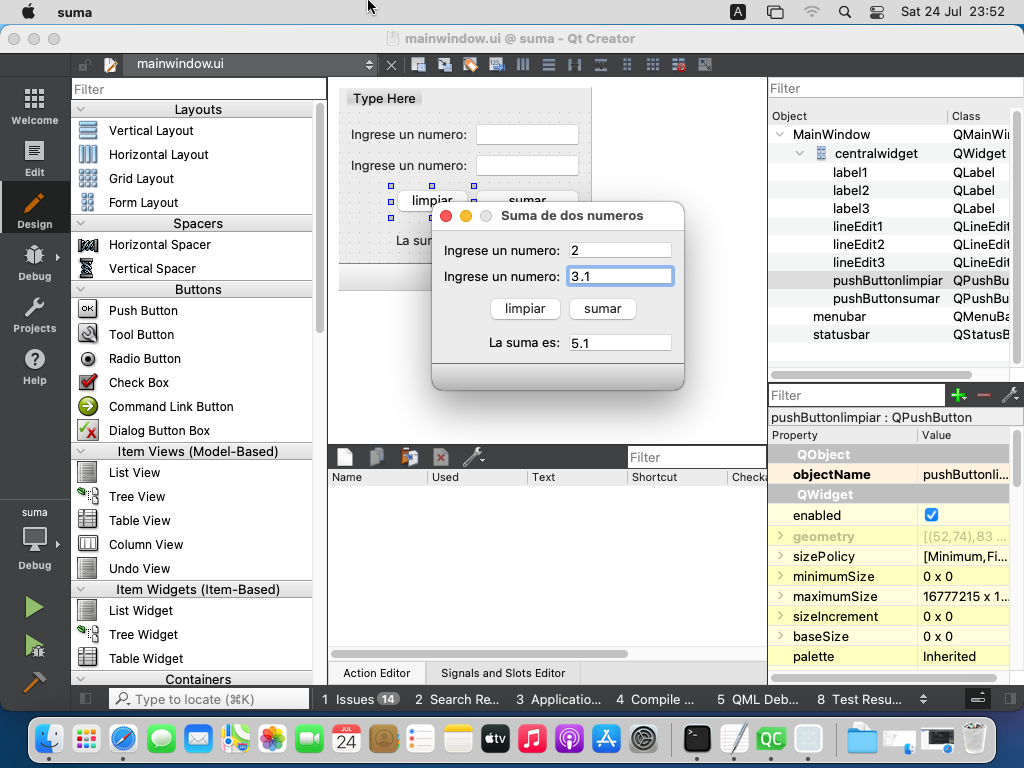 suma
A
Sat 24 Jul 23:52
mainwindow.ui @ suma - Qt Creator
mainwindow.ui
Welcome
Edit
Design
Debug
Projects
Help
suma
Debug
Filter
Layouts
Vertical Layout
Horizontal Layout
Grid Layout
Form Layout
Spacers
Horizontal Spacer
Vertical Spacer
Buttons
OK
Push Button
Tool Button
Radio Button
Check Box
Command Link Button
Dialog Button Box
Item Views (Model-Based)
List View
Tree View
Table View
Column View
Undo View
Item Widgets (Item-Based)
List Widget
Tree Widget
Table Widget
Containers
Type Here
Ingrese un numero:
Ingrese un numero:
limpiar
sumar
La sum
Suma de dos numeros
Ingrese un numero: 2
Ingrese un numero: 3.1
limpiar sumar
La suma es: 5.1
Filter
Name Used Text Shortcut Checka
Action Editor Signals and Slots Editor
Filter
Object Class
MainWindow QMainWi
centralwidget QWidget
label1 QLabel
label2 QLabel
label3 QLabel
lineEdit1 QLineEdit
lineEdit2 QLineEdit
lineEdit3 QLineEdit
pushButtonlimpiar QPushBu
pushButtonsumar QPushBu
menubar QMenuBa
statusbar QStatusB
Filter
pushButtonlimpiar : QPushButton
Property Value
QObject
objectName pushButtonli...
QWidget
enabled
geometry [(52,74),83 ...
sizePolicy [Minimum,Fi...
minimumSize 0 x 0
maximumSize 16777215 x 1...
sizeIncrement 0 x 0
baseSize 0 x 0
palette Inherited
Type to locate (⌘K)
1 Issues 14
2 Search Re...
3 Applicatio...
4 Compile ...
5 QML Deb...
8 Test Resu...
JUL
24
tv
QC